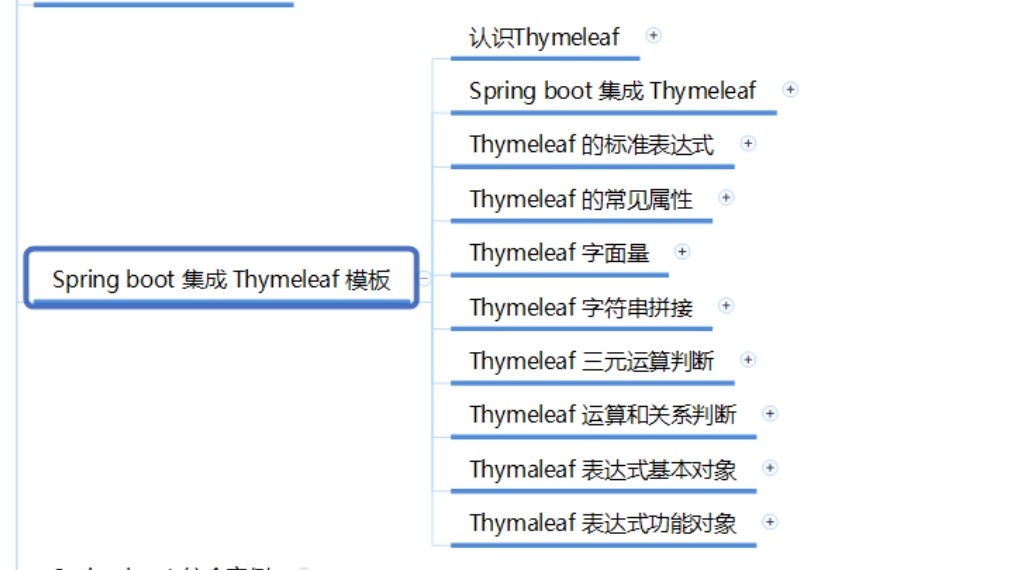 认识Thymeleaf
Spring boot 集成 Thymeleaf
Thymeleaf 的标准表达式
Thymeleaf 的常见属性
Thymeleaf 字面量
Spring boot 集成 Thymeleaf 模板
Thymeleaf 字符串拼接
Thymeleaf 三元运算判断
Thymeleaf 运算和关系判断
Thymaleaf 表达式基本对象
Thymaleaf 表达式功能对象